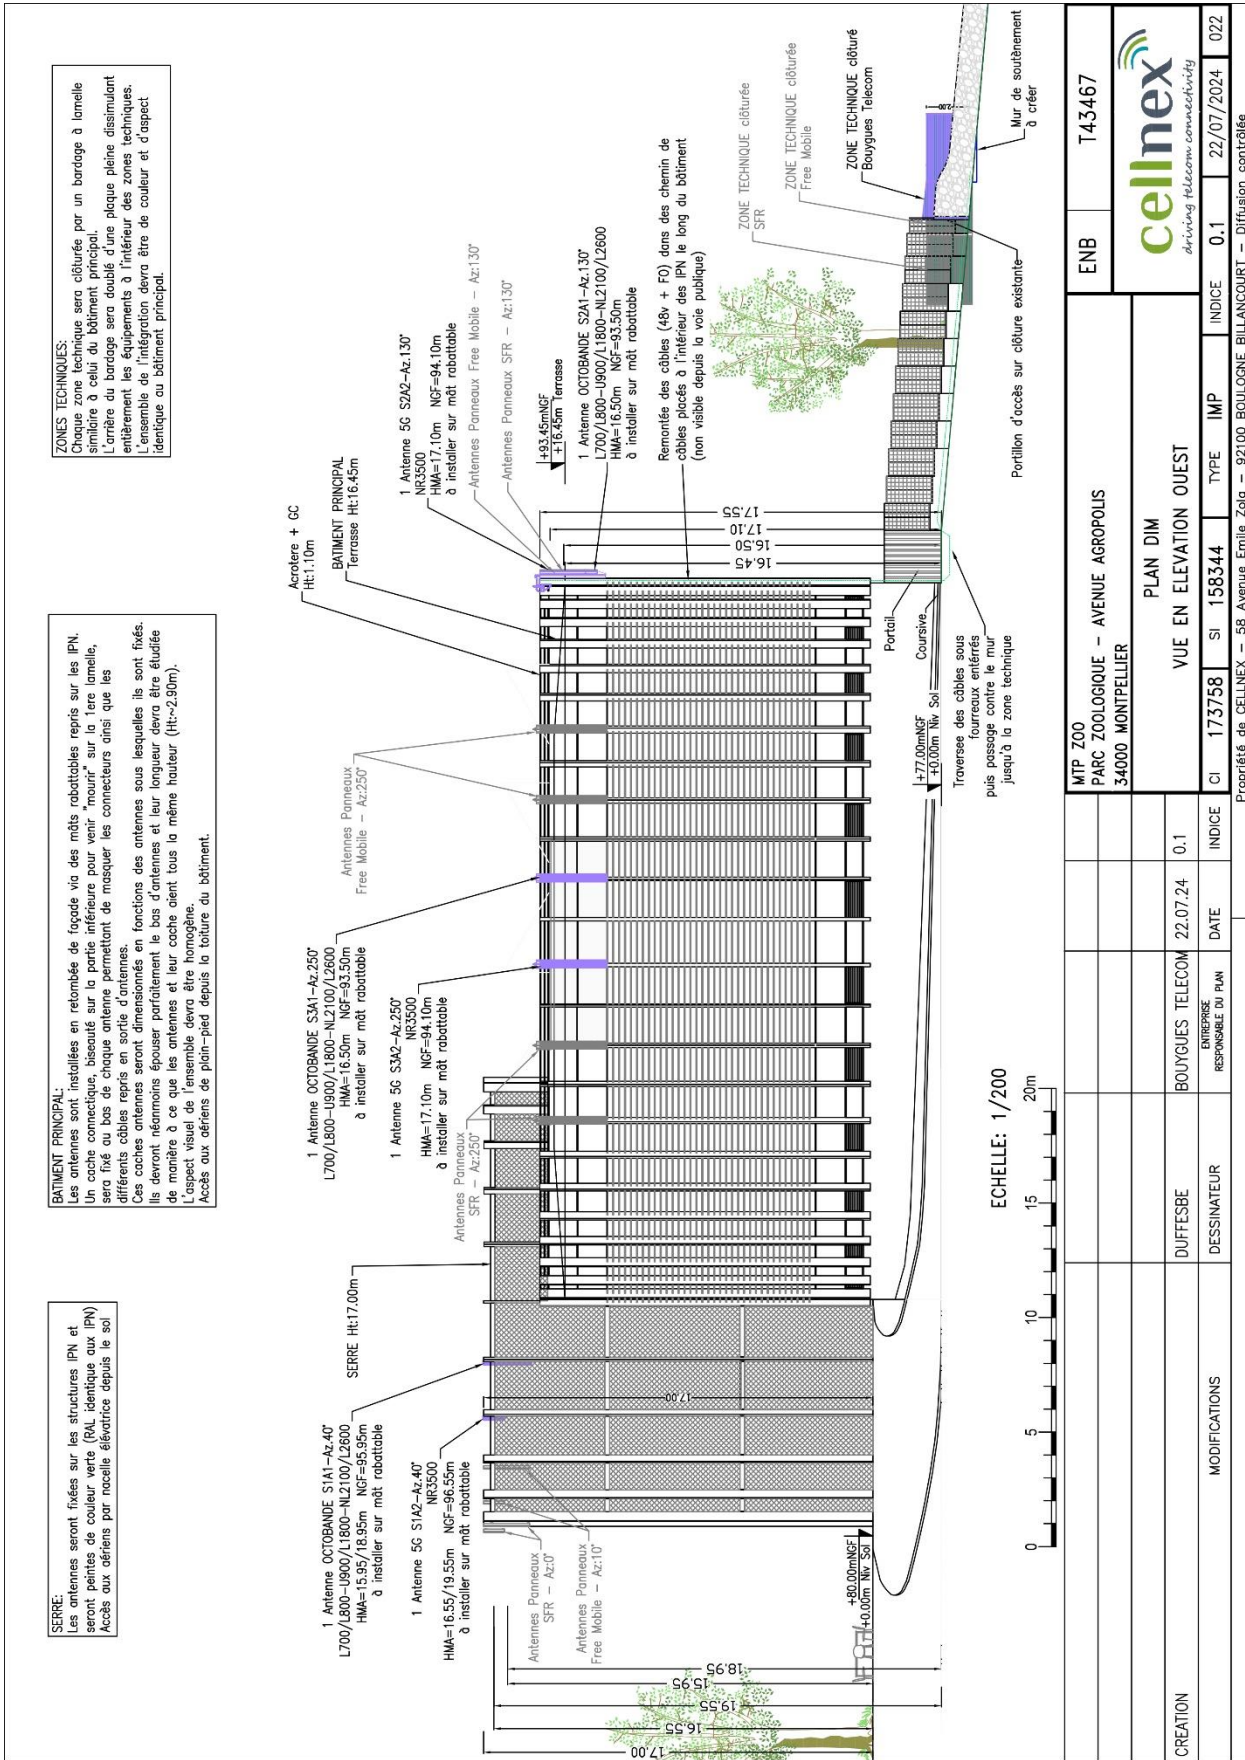 SERRE:
Les antennes seront fixées sur les structures IPN et
seront peintes de couleur verte (RAL identique aux IPN)
Accès aux aériens par nacelle élévatrice depuis le sol
BATIMENT PRINCIPAL:
Les antennes sont installées en retombée de façade via des mâts rabattables repris sur les IPN.
Un cache connectique, biseauté sur la partie inférieure pour venir "mourir" sur la 1ere lamelle,
sera fixé au bas de chaque antenne permettant de masquer les connecteurs ainsi que les
différents câbles repris en sortie d'antennes.
Ces caches antennes seront dimensionnés en fonctions des antennes sous lesquelles ils sont fixés.
Ils devront néanmoins épouser parfaitement le bas d'antennes et leur longueur devra être étudiée
de manière à ce que les antennes et leur cache aient tous la même hauteur (Ht:~2.90m).
L'aspect visuel de l'ensemble devra être homogène.
Accès aux aériens de plain-pied depuis la toiture du bâtiment.
ZONES TECHNIQUES:
Chaque zone technique sera clôturée par un bardage à lamelle
similaire à celui du bâtiment principal.
L'arrière du bardage sera doublé d'une plaque pleine dissimulant
entièrement les équipements à l'intérieur des zones techniques.
L'ensemble de l'intégration devra être de couleur et d'aspect
identique au bâtiment principal.
1 Antenne OCTOBANDE S1A1-Az.40°
L700/L800-U900/L1800-NL2100/L2600
HMA=15.95/18.95m NGF=95.95m
à installer sur mât rabattable
1 Antenne 5G S1A2-Az.40°
NR3500
HMA=16.55/19.55m NGF=96.55m
à installer sur mât rabattable
Antennes Panneaux
SFR - Az:0°
Antennes Panneaux
Free Mobile - Az:10°
SERRE Ht:17.00m
1 Antenne OCTOBANDE S3A1-Az.250°
L700/L800-U900/L1800-NL2100/L2600
HMA=16.50m NGF=93.50m
à installer sur mât rabattable
1 Antenne 5G S3A2-Az.250°
NR3500
HMA=17.10m NGF=94.10m
à installer sur mât rabattable
Antennes Panneaux
SFR - Az:250°
Antennes Panneaux
Free Mobile - Az:250°
Acrotere + GC
Ht:1.10m
BATIMENT PRINCIPAL
Terrasse Ht:16.45m
1 Antenne 5G S2A2-Az.130°
NR3500
HMA=17.10m NGF=94.10m
à installer sur mât rabattable
Antennes Panneaux Free Mobile - Az:130°
Antennes Panneaux SFR - Az:130°
+93.45mNGF
+16.45m Terrasse
1 Antenne OCTOBANDE S2A1-Az.130°
L700/L800-U900/L1800-NL2100/L2600
HMA=16.50m NGF=93.50m
à installer sur mât rabattable
Remontée des câbles (48v + FO) dans des chemin de
câbles placés à l'intérieur des IPN le long du bâtiment
(non visible depuis la voie publique)
ZONE TECHNIQUE clôturée
SFR
ZONE TECHNIQUE clôturée
Free Mobile
ZONE TECHNIQUE clôturé
Bouygues Telecom
2.00
Mur de soutènement
à créer
Portillon d'accès sur clôture existante
17.55
17.10
16.50
16.45
Portail
Coursive
+77.00mNGF
+0.00m Niv Sol
Traversee des câbles sous
fourreaux entérrés
puis passage contre le mur
jusqu'à la zone technique
17.00
+80.00mNGF
+0.00m Niv Sol
18.95
15.95
19.55
16.55
17.00
ECHELLE: 1/200
0 5 10 15 20m
MTP ZOO
PARC ZOOLOGIQUE - AVENUE AGROPOLIS
34000 MONTPELLIER
ENB T43467
PLAN DIM
VUE EN ELEVATION OUEST
cellnex
driving telecom connectivity
CREATION DUFFESBE BOUYGUES TELECOM 22.07.24 0.1
MODIFICATIONS DESSINATEUR ENTREPRISE RESPONSABLE DU PLAN DATE INDICE
CI 173758 SI 158344 TYPE IMP INDICE 0.1 22/07/2024 022
Propriété de CELLNEX - 58 Avenue Emile Zola - 92100 BOULOGNE BILLANCOURT - Diffusion contrôlée